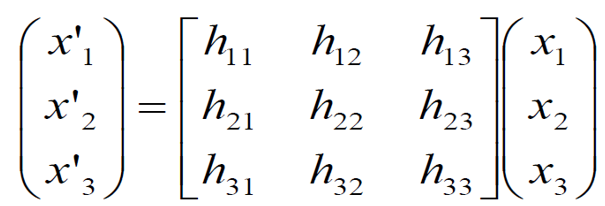 x'₁ = h₁₁ h₁₂ h₁₃ x₁
x'₂ = h₂₁ h₂₂ h₂₃ x₂
x'₃ = h₃₁ h₃₂ h₃₃ x₃